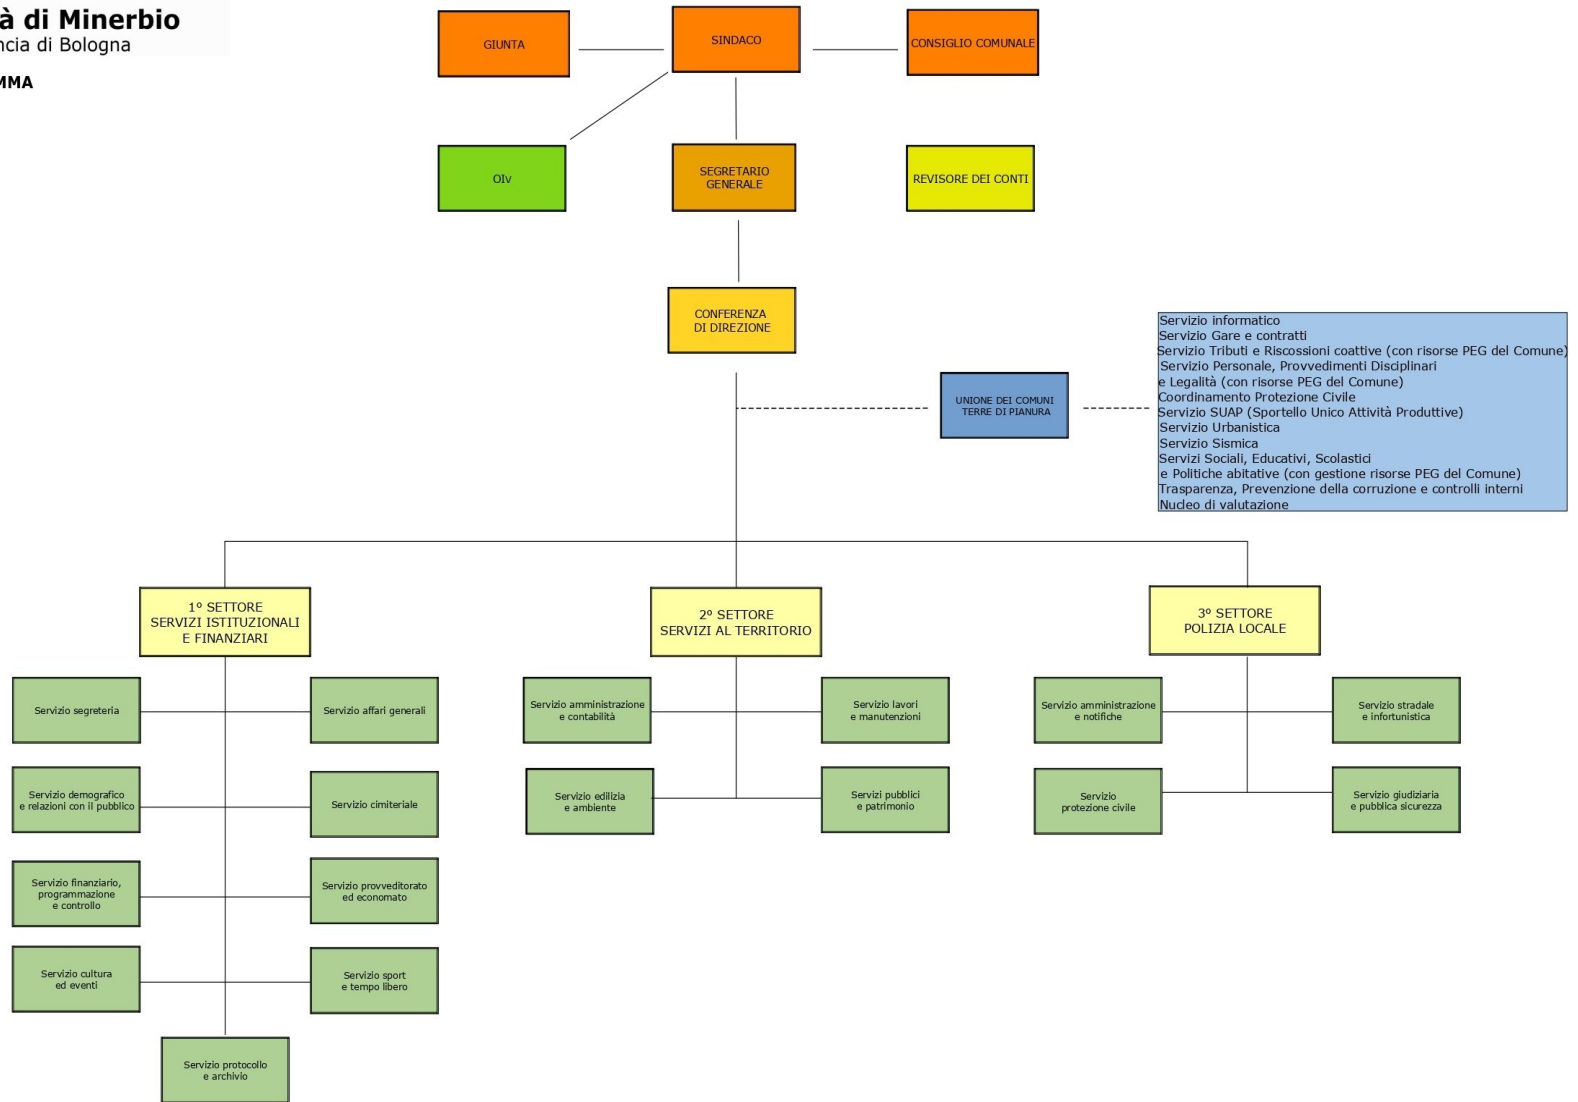 à di Minerbio
ncia di Bologna
MMA
GIUNTA
SINDACO
CONSIGLIO COMUNALE
OIv
SEGRETARIO
GENERALE
REVISORE DEI CONTI
CONFERENZA
DI DIREZIONE
UNIONE DEI COMUNI
TERRE DI PIANURA
Servizio informatico
Servizio Gare e contratti
Servizio Tributi e Riscossioni coattive (con risorse PEG del Comune)
Servizio Personale, Provvedimenti Disciplinari
e Legalità (con risorse PEG del Comune)
Coordinamento Protezione Civile
Servizio SUAP (Sportello Unico Attività Produttive)
Servizio Urbanistica
Servizio Sismica
Servizi Sociali, Educativi, Scolastici
e Politiche abitative (con gestione risorse PEG del Comune)
Trasparenza, Prevenzione della corruzione e controlli interni
Nucleo di valutazione
1º SETTORE
SERVIZI ISTITUZIONALI
E FINANZIARI
2º SETTORE
SERVIZI AL TERRITORIO
3º SETTORE
POLIZIA LOCALE
Servizio segreteria
Servizio affari generali
Servizio amministrazione
e contabilità
Servizio lavori
e manutenzioni
Servizio amministrazione
e notifiche
Servizio stradale
e infortunistica
Servizio demografico
e relazioni con il pubblico
Servizio cimiteriale
Servizio edilizia
e ambiente
Servizi pubblici
e patrimonio
Servizio
protezione civile
Servizio giudiziaria
e pubblica sicurezza
Servizio finanziario,
programmazione
e controllo
Servizio provveditorato
ed economato
Servizio cultura
ed eventi
Servizio sport
e tempo libero
Servizio protocollo
e archivio